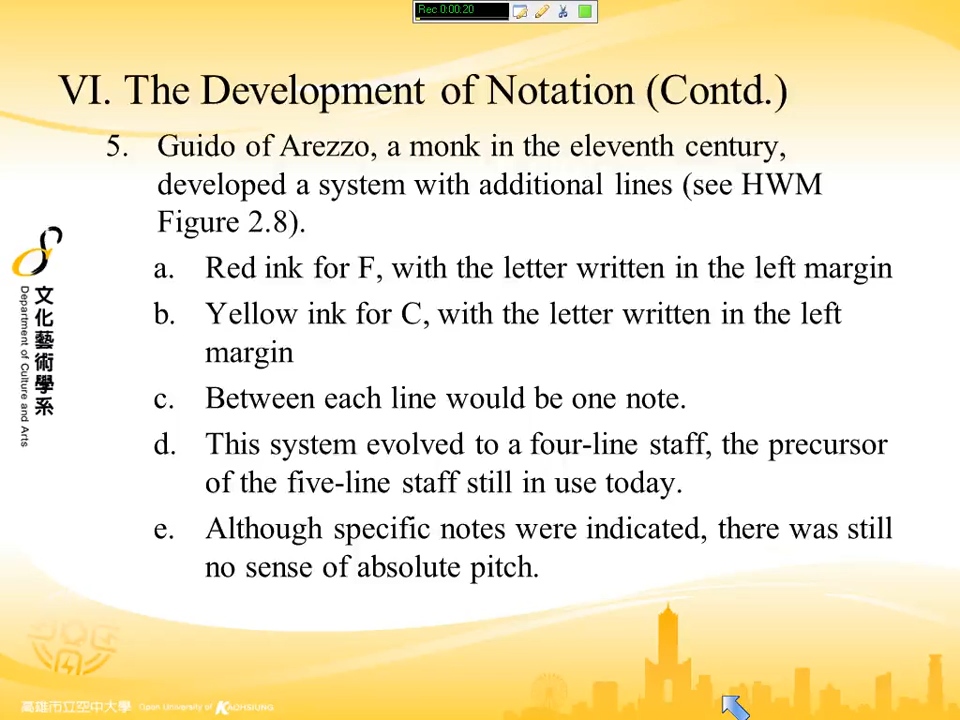 Rec 0:00:20
VI. The Development of Notation (Contd.)
5. Guido of Arezzo, a monk in the eleventh century,
developed a system with additional lines (see HWM
Figure 2.8).
a. Red ink for F, with the letter written in the left margin
b. Yellow ink for C, with the letter written in the left
margin
c. Between each line would be one note.
d. This system evolved to a four-line staff, the precursor
of the five-line staff still in use today.
e. Although specific notes were indicated, there was still
no sense of absolute pitch.
文化藝術學系
Department of Culture and Arts
高雄市立空中大學 Open University of KAOHSIUNG